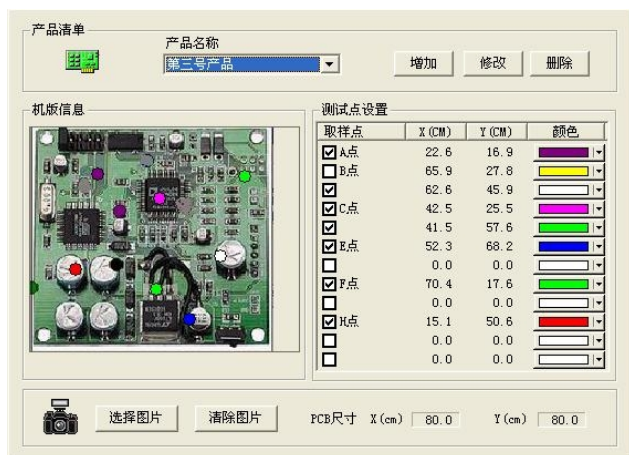 产品清单
产品名称
第三号产品
增加 修改 删除
机版信息
测试点设置
取样点 X(CM) Y(CM) 颜色
A点 22.6 16.9
B点 65.9 27.8
62.6 45.9
C点 42.5 25.5
41.5 57.6
E点 52.3 68.2
0.0 0.0
F点 70.4 17.6
0.0 0.0
H点 15.1 50.6
0.0 0.0
0.0 0.0
选择图片 清除图片 PCB尺寸 X(cm) 80.0 Y(cm) 80.0